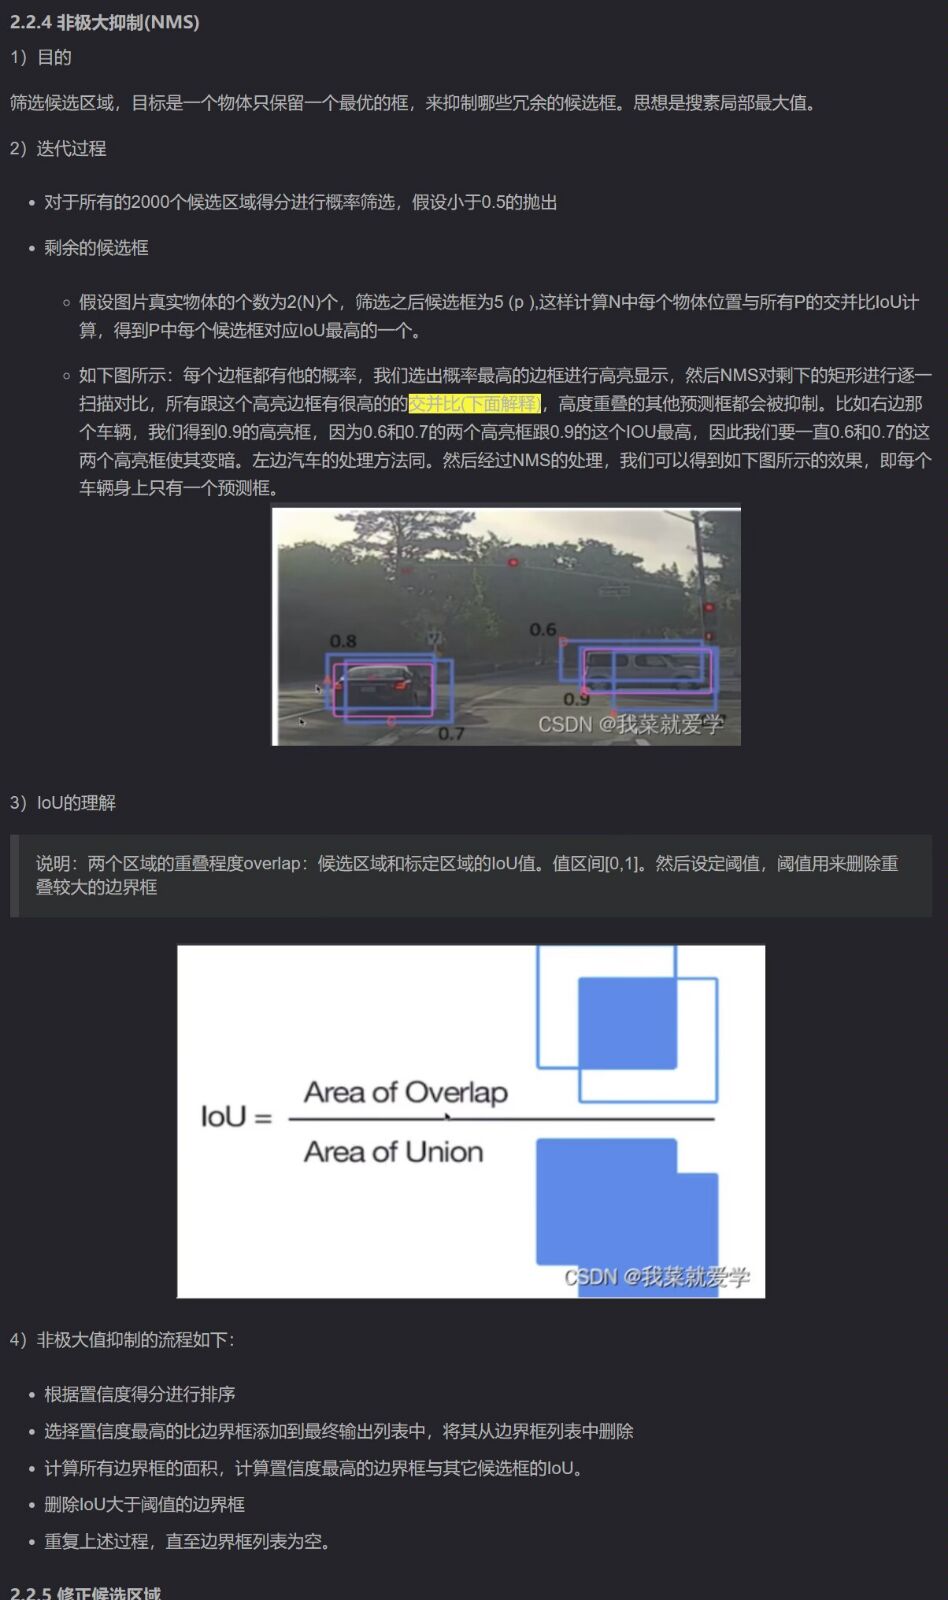 2.2.4 非极大抑制(NMS)
1）目的
筛选候选区域，目标是一个物体只保留一个最优的框，来抑制哪些冗余的候选框。思想是搜素局部最大值。
2）迭代过程
• 对于所有的2000个候选区域得分进行概率筛选，假设小于0.5的抛出
• 剩余的候选框
○ 假设图片真实物体的个数为2(N)个，筛选之后候选框为5 (p ),这样计算N中每个物体位置与所有P的交并比IoU计
算，得到P中每个候选框对应IoU最高的一个。
○ 如下图所示：每个边框都有他的概率，我们选出概率最高的边框进行高亮显示，然后NMS对剩下的矩形进行逐一
扫描对比，所有跟这个高亮边框有很高的的交并比(下面解释)，高度重叠的其他预测框都会被抑制。比如右边那
个车辆，我们得到0.9的高亮框，因为0.6和0.7的两个高亮框跟0.9的这个IOU最高，因此我们要一直0.6和0.7的这
两个高亮框使其变暗。左边汽车的处理方法同。然后经过NMS的处理，我们可以得到如下图所示的效果，即每个
车辆身上只有一个预测框。
0.6
0.8
0.9
CSDN @我菜就爱学
0.7
3）IoU的理解
说明：两个区域的重叠程度overlap：候选区域和标定区域的IoU值。值区间[0,1]。然后设定阈值，阈值用来删除重
叠较大的边界框
Area of Overlap
IoU =
Area of Union
CSDN @我菜就爱学
4）非极大值抑制的流程如下：
• 根据置信度得分进行排序
• 选择置信度最高的比边界框添加到最终输出列表中，将其从边界框列表中删除
• 计算所有边界框的面积，计算置信度最高的边界框与其它候选框的IoU。
• 删除IoU大于阈值的边界框
• 重复上述过程，直至边界框列表为空。
2.2.5 修正候选区域